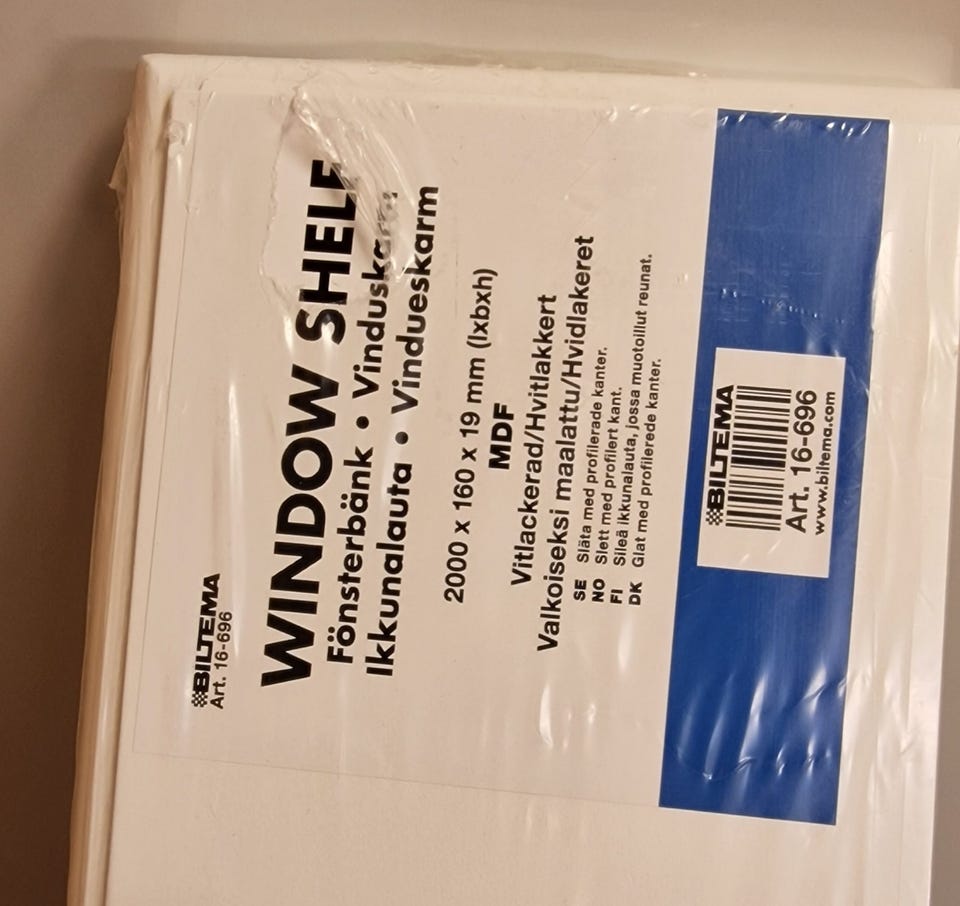 BILTEMA
Art. 16-696
WINDOW SHELF
Fönsterbänk • Vinduskarm
Ikkunalauta • Vindueskarm
2000 x 160 x 19 mm (lxbxh)
MDF
Vitlackerad/Hvitlakkert
Valkoiseksi maalattu/Hvidlakeret
SE Släta med profilerade kanter.
NO Slett med profilert kant.
FI Sileä ikkunalauta, jossa muotoillut reunat.
DK Glat med profilerede kanter.
BILTEMA
Art. 16-696
www.biltema.com